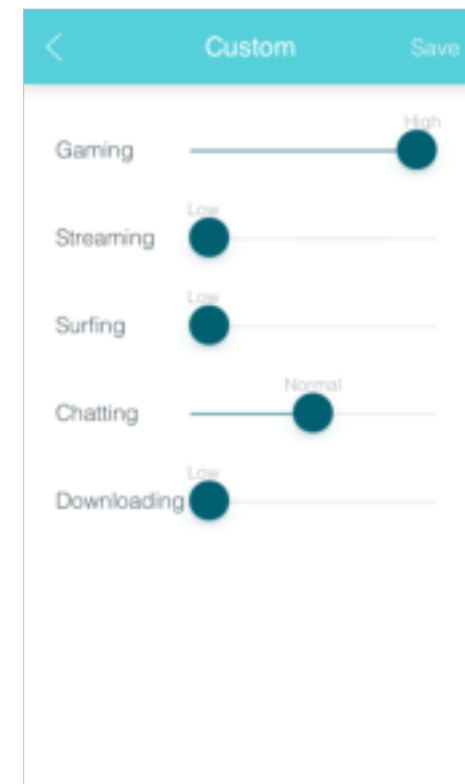 Custom
Save
High
Gaming
Low
Streaming
Low
Surfing
Normal
Chatting
Low
Downloading